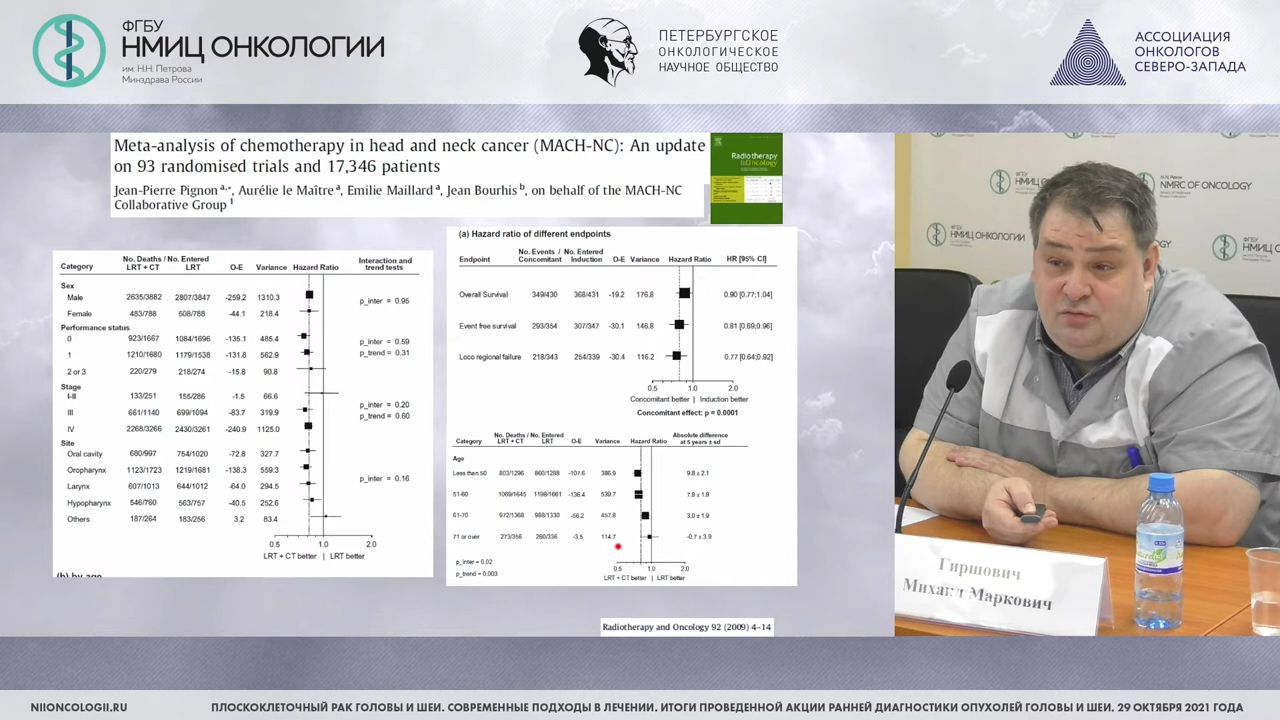 ФГБУ
НМИЦ ОНКОЛОГИИ
им. Н.Н. Петрова
Минздрава России
ПЕТЕРБУРГСКОЕ
ОНКОЛОГИЧЕСКОЕ
НАУЧНОЕ ОБЩЕСТВО
АССОЦИАЦИЯ
ОНКОЛОГОВ
СЕВЕРО-ЗАПАДА
Meta-analysis of chemotherapy in head and neck cancer (MACH-NC): An update
on 93 randomised trials and 17,346 patients
Jean-Pierre Pignon a,*, Aurélie le Maître a, Emilie Maillard a, Jean Bourhis b, on behalf of the MACH-NC
Collaborative Group 1
Radiotherapy
&Oncology
No. Deaths / No. Entered Interaction and
Category LRT + CT LRT O-E Variance Hazard Ratio trend tests
Sex
Male 2635/3882 2807/3847 -259.2 1310.3 p_inter = 0.95
Female 483/788 508/788 -44.1 218.4
Performance status
0 923/1667 1084/1696 -135.1 485.4 p_inter = 0.59
1 1210/1680 1179/1538 -131.8 562.9 p_trend = 0.31
2 or 3 220/279 218/274 -15.8 90.8
Stage
I-II 133/251 155/286 -1.5 66.6 p_inter = 0.20
III 661/1140 699/1094 -83.7 319.9 p_trend = 0.60
IV 2268/3266 2430/3261 -240.9 1125.0
Site
Oral cavity 680/997 754/1020 -72.8 327.7
Oropharynx 1123/1723 1219/1681 -138.3 559.3
Larynx 607/1013 644/1012 -64.0 294.5 p_inter = 0.16
Hypopharynx 546/760 563/757 -40.5 252.6
Others 187/264 183/256 3.2 83.4
0.5 1.0 2.0
LRT + CT better | LRT better
(b) by age
(a) Hazard ratio of different endpoints
No. Events / No. Entered
Endpoint Concomitant Induction O-E Variance Hazard Ratio HR [95% CI]
Overall Survival 349/430 368/431 -19.2 176.8 0.90 [0.77;1.04]
Event free survival 293/354 307/347 -30.1 146.8 0.81 [0.69;0.96]
Loco regional failure 218/343 254/339 -30.4 116.2 0.77 [0.64;0.92]
0.5 1.0 2.0
Concomitant better | Induction better
Concomitant effect: p = 0.0001
No. Deaths / No. Entered Absolute difference
Category LRT + CT LRT O-E Variance Hazard Ratio at 5 years ± sd
Age
Less than 50 803/1296 860/1288 -107.6 386.9 9.8 ± 2.1
51-60 1069/1645 1198/1661 -136.4 539.7 7.8 ± 1.8
61-70 972/1368 988/1330 -56.2 457.8 3.0 ± 1.9
71 or over 273/356 260/336 -3.5 114.7 -0.7 ± 3.9
p_inter = 0.02
p_trend = 0.003
0.5 1.0 2.0
LRT + CT better | LRT better
Radiotherapy and Oncology 92 (2009) 4–14
ФГБУ
НМИЦ ОНКОЛОГИИ
NMRC OF ONCOLOGY
НМИЦ ОНКОЛОГИИ
Гиршович
Михаил Маркович
NIIONCOLOGII.RU
ПЛОСКОКЛЕТОЧНЫЙ РАК ГОЛОВЫ И ШЕИ. СОВРЕМЕННЫЕ ПОДХОДЫ В ЛЕЧЕНИИ. ИТОГИ ПРОВЕДЕННОЙ АКЦИИ РАННЕЙ ДИАГНОСТИКИ ОПУХОЛЕЙ ГОЛОВЫ И ШЕИ. 29 ОКТЯБРЯ 2021 ГОДА